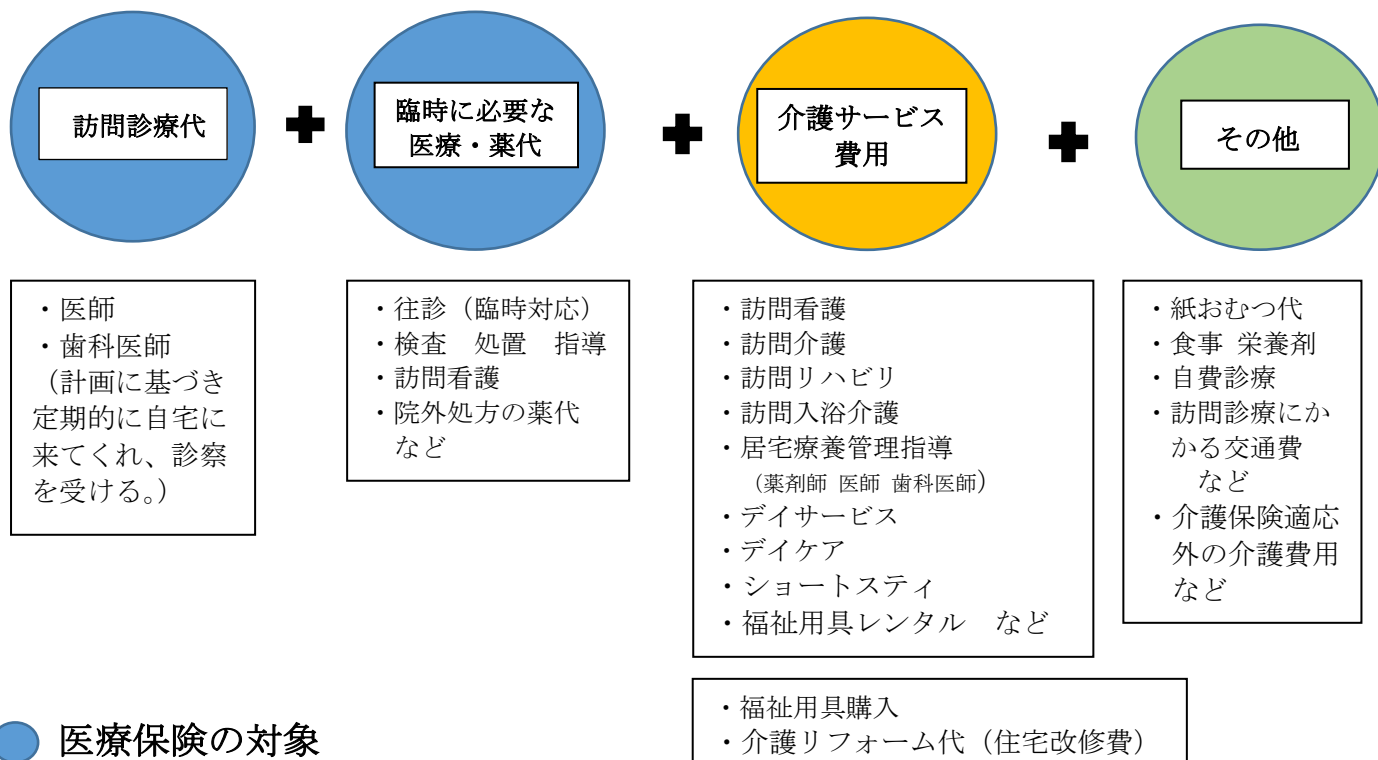 訪問診療代
臨時に必要な
医療・薬代
介護サービス
費用
その他
・医師
・歯科医師
（計画に基づき
定期的に自宅に
来てくれ、診察
を受ける。）
・往診（臨時対応）
・検査　処置　指導
・訪問看護
・院外処方の薬代
など
・訪問看護
・訪問介護
・訪問リハビリ
・訪問入浴介護
・居宅療養管理指導
（薬剤師 医師 歯科医師）
・デイサービス
・デイケア
・ショートスティ
・福祉用具レンタル　など
・紙おむつ代
・食事 栄養剤
・自費診療
・訪問診療にか
かる交通費
など
・介護保険適応
外の介護費用
など
・福祉用具購入
・介護リフォーム代（住宅改修費）
医療保険の対象